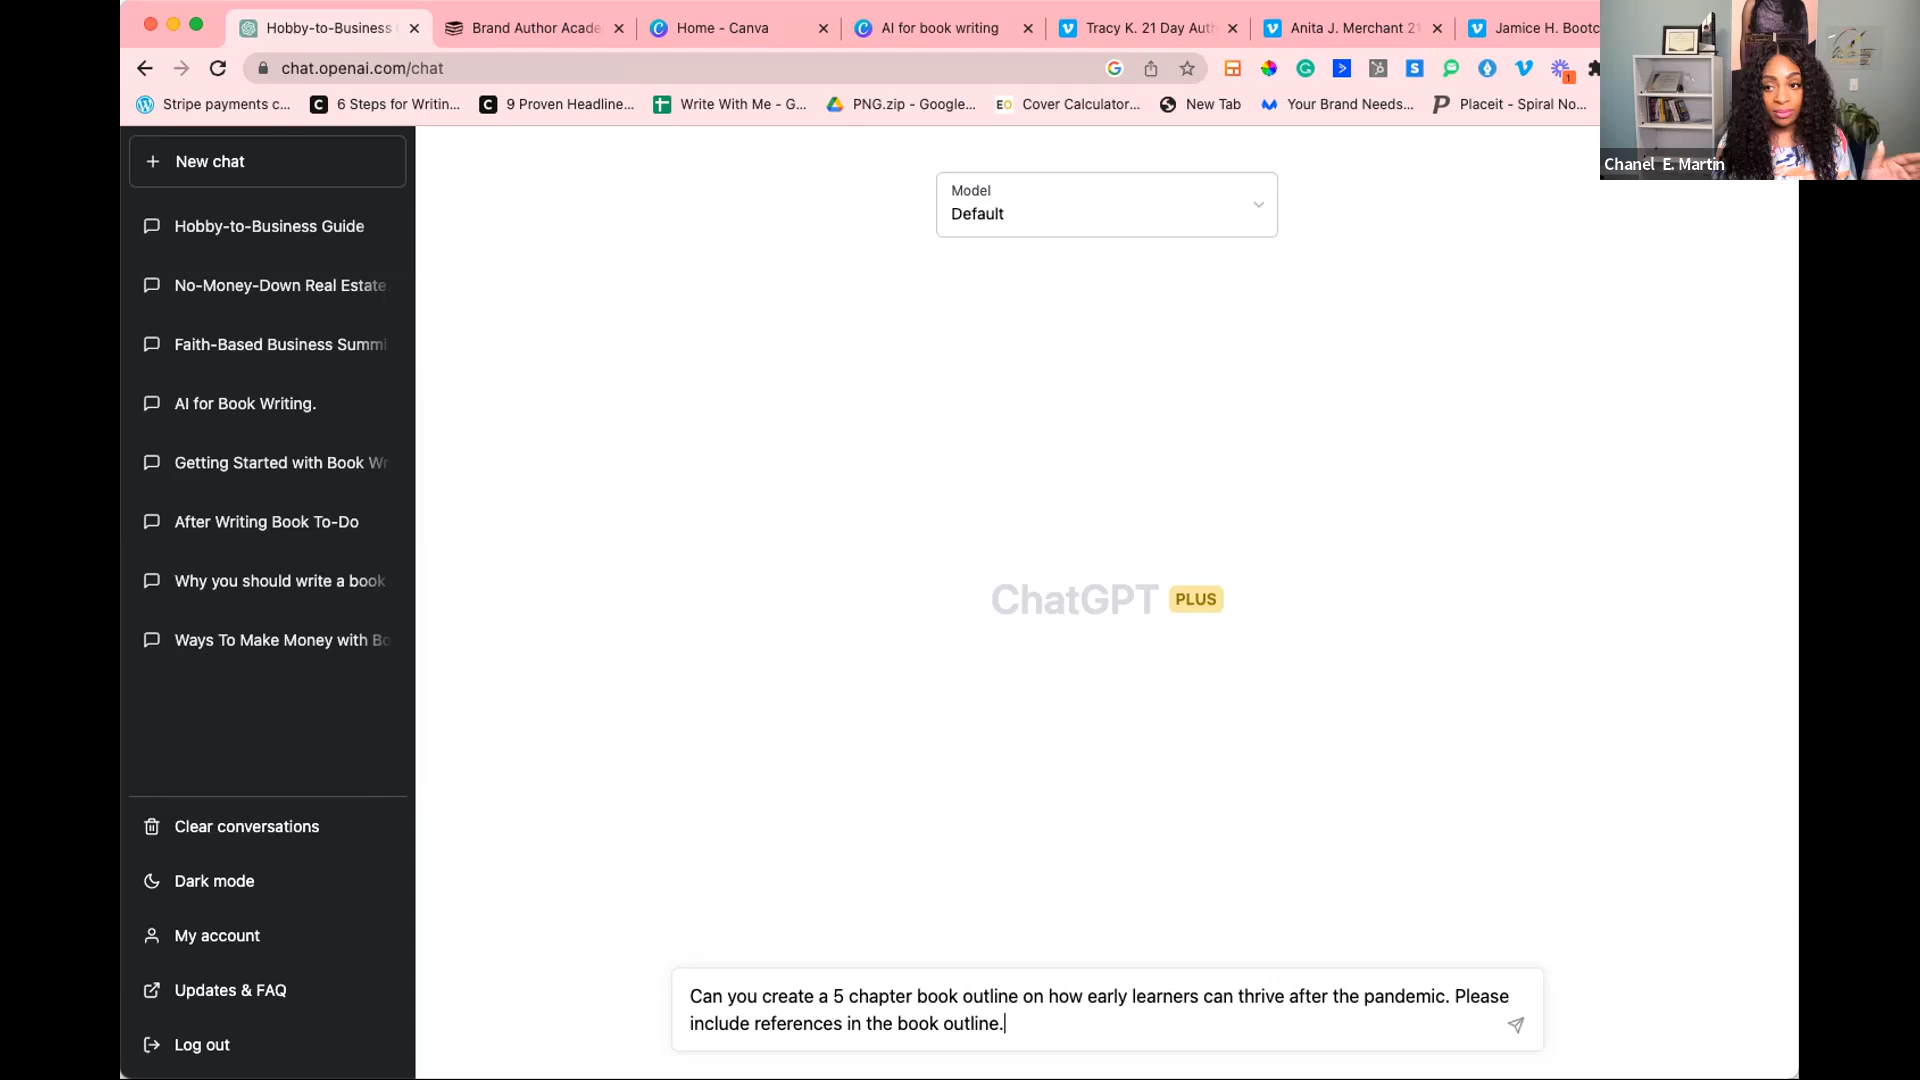 Hobby-to-Business
Brand Author Acade
Home - Canva
AI for book writing
Tracy K. 21 Day Auth
Anita J. Merchant 21
Jamice H. Bootc
chat.openai.com/chat
1
Stripe payments c...
6 Steps for Writin...
9 Proven Headline...
Write With Me - G...
PNG.zip - Google...
EO
Cover Calculator...
New Tab
Your Brand Needs...
Placeit - Spiral No...
Chanel E. Martin
New chat
Hobby-to-Business Guide
No-Money-Down Real Estate
Faith-Based Business Summi
AI for Book Writing.
Getting Started with Book Wr
After Writing Book To-Do
Why you should write a book
Ways To Make Money with Bo
Clear conversations
Dark mode
My account
Updates & FAQ
Log out
Model
Default
ChatGPT PLUS
Can you create a 5 chapter book outline on how early learners can thrive after the pandemic. Please
include references in the book outline.